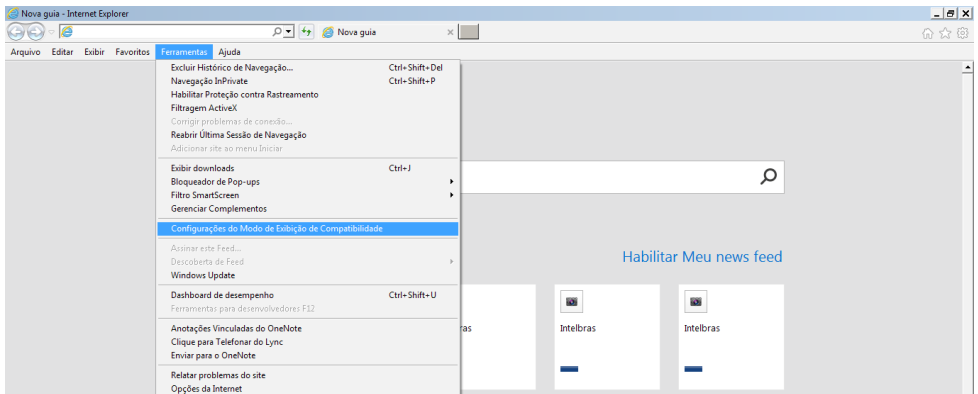 Nova guia - Internet Explorer
Nova guia
Arquivo Editar Exibir Favoritos Ferramentas Ajuda
Excluir Histórico de Navegação... Ctrl+Shift+Del
Navegação InPrivate Ctrl+Shift+P
Habilitar Proteção contra Rastreamento
Filtragem ActiveX
Corrigir problemas de conexão...
Reabrir Última Sessão de Navegação
Adicionar site ao menu Iniciar
Exibir downloads Ctrl+J
Bloqueador de Pop-ups
Filtro SmartScreen
Gerenciar Complementos
Configurações do Modo de Exibição de Compatibilidade
Assinar este Feed...
Descoberta de Feed
Windows Update
Dashboard de desempenho Ctrl+Shift+U
Ferramentas para desenvolvedores F12
Anotações Vinculadas do OneNote
Clique para Telefonar do Lync
Enviar para o OneNote
Relatar problemas do site
Opções da Internet
Habilitar Meu news feed
ras
Intelbras
Intelbras